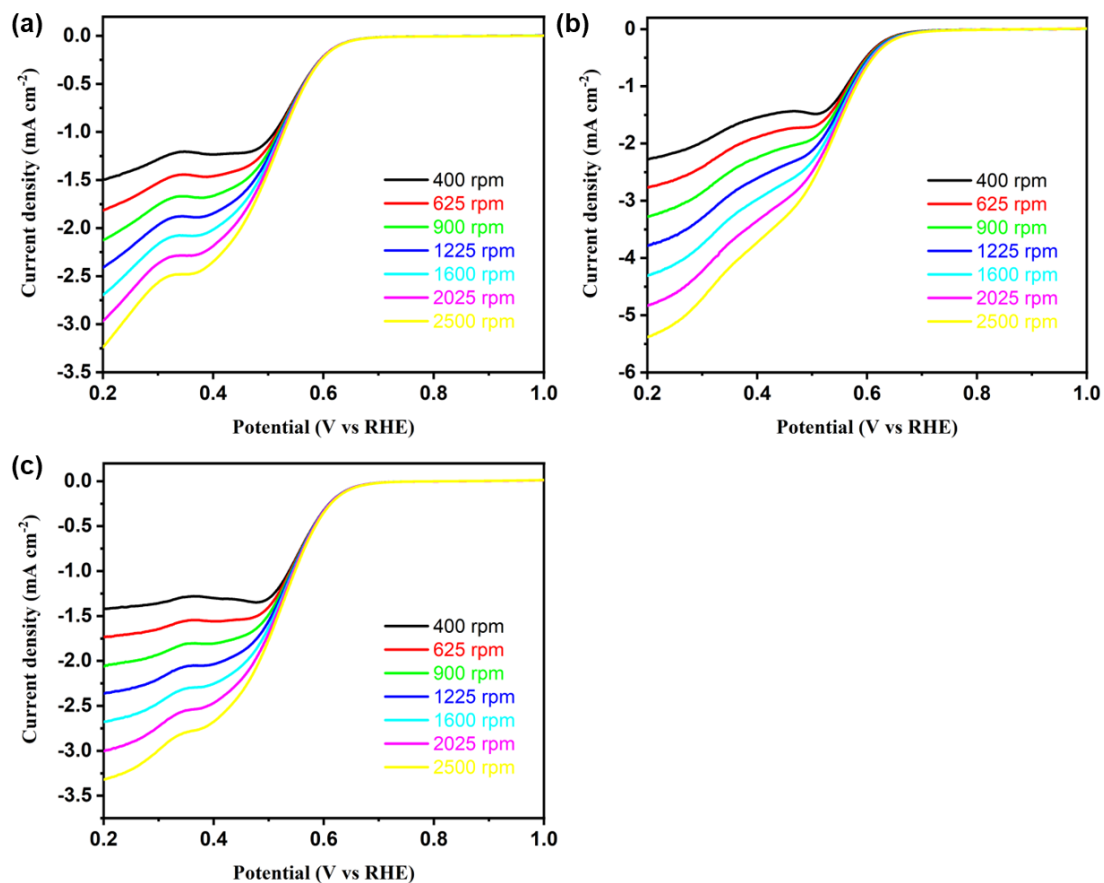 (a)
0.0
-0.5
-1.0
-1.5
-2.0
-2.5
-3.0
-3.5
Current density (mA cm⁻²)
400 rpm
625 rpm
900 rpm
1225 rpm
1600 rpm
2025 rpm
2500 rpm
0.2 0.4 0.6 0.8 1.0
Potential (V vs RHE)
(b)
0
-1
-2
-3
-4
-5
-6
Current density (mA cm⁻²)
400 rpm
625 rpm
900 rpm
1225 rpm
1600 rpm
2025 rpm
2500 rpm
0.2 0.4 0.6 0.8 1.0
Potential (V vs RHE)
(c)
0.0
-0.5
-1.0
-1.5
-2.0
-2.5
-3.0
-3.5
Current density (mA cm⁻²)
400 rpm
625 rpm
900 rpm
1225 rpm
1600 rpm
2025 rpm
2500 rpm
0.2 0.4 0.6 0.8 1.0
Potential (V vs RHE)